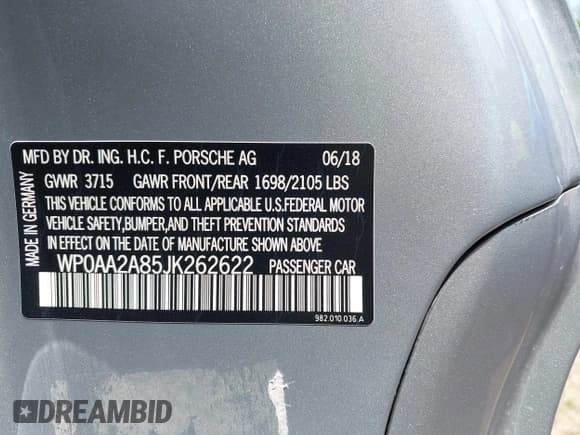 MFD BY DR. ING. H.C. F. PORSCHE AG 06/18
GVWR 3715 GAWR FRONT/REAR 1698/2105 LBS
THIS VEHICLE CONFORMS TO ALL APPLICABLE U.S.FEDERAL MOTOR
VEHICLE SAFETY,BUMPER,AND THEFT PREVENTION STANDARDS
IN EFFECT ON THE DATE OF MANUFACTURE SHOWN ABOVE
WP0AA2A85JK262622 PASSENGER CAR
982.010.036.A
MADE IN GERMANY
DREAMBID